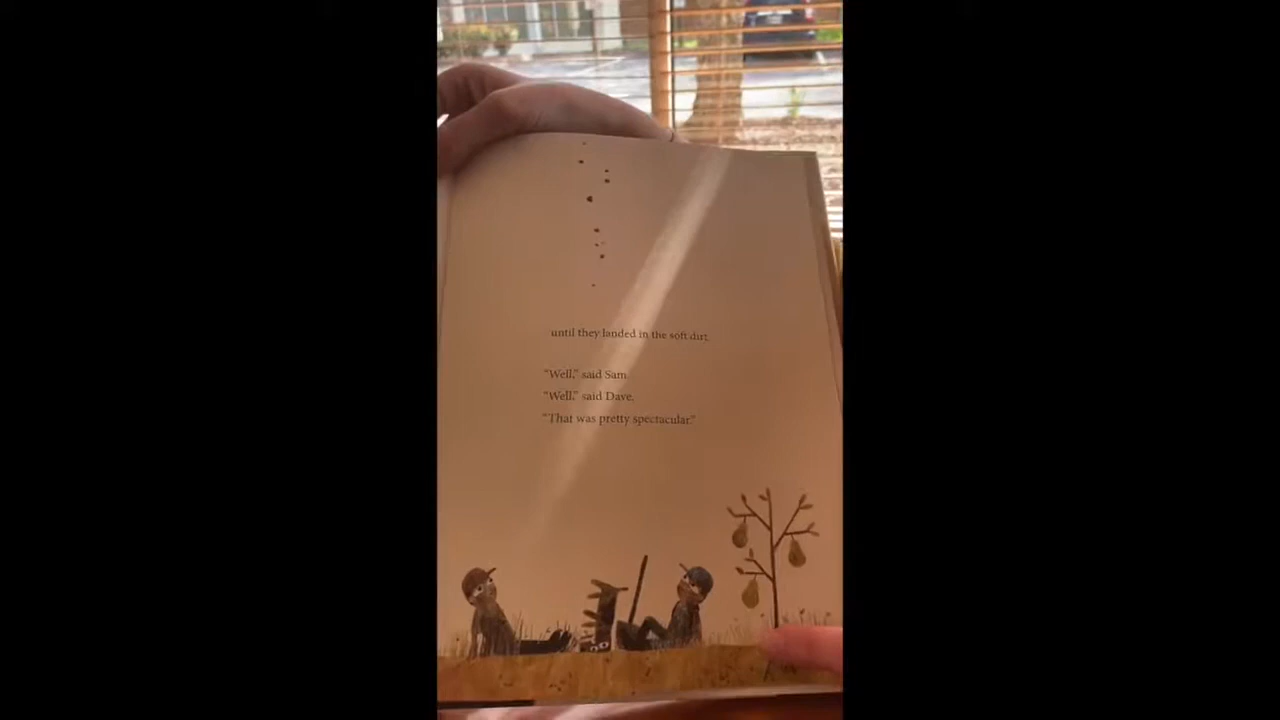 until they landed in the soft dirt.
"Well," said Sam.
"Well," said Dave.
"That was pretty spectacular."